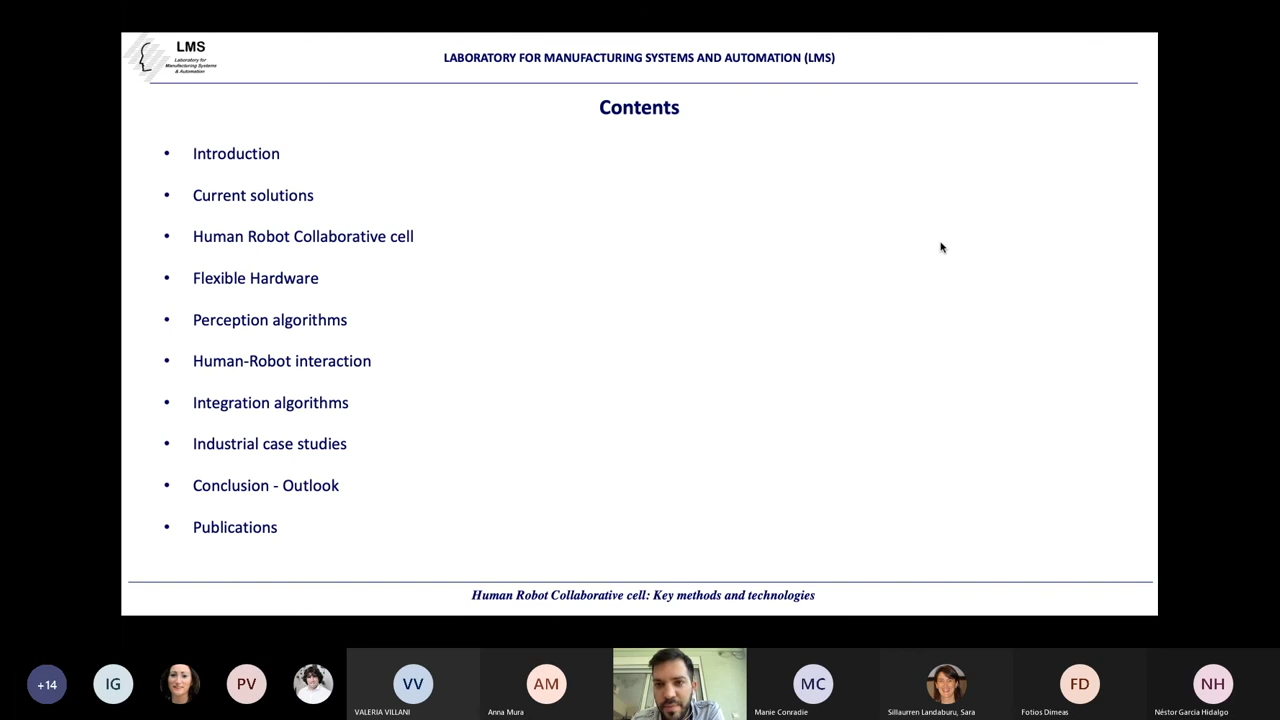 LMS
Laboratory for
Manufacturing Systems
& Automation
LABORATORY FOR MANUFACTURING SYSTEMS AND AUTOMATION (LMS)
Contents
• Introduction
• Current solutions
• Human Robot Collaborative cell
• Flexible Hardware
• Perception algorithms
• Human-Robot interaction
• Integration algorithms
• Industrial case studies
• Conclusion - Outlook
• Publications
Human Robot Collaborative cell: Key methods and technologies
+14
IG
PV
VV
AM
MC
FD
NH
VALERIA VILLANI
Anna Mura
Manie Conradie
Sillaurren Landaburu, Sara
Fotios Dimeas
Néstor García Hidalgo